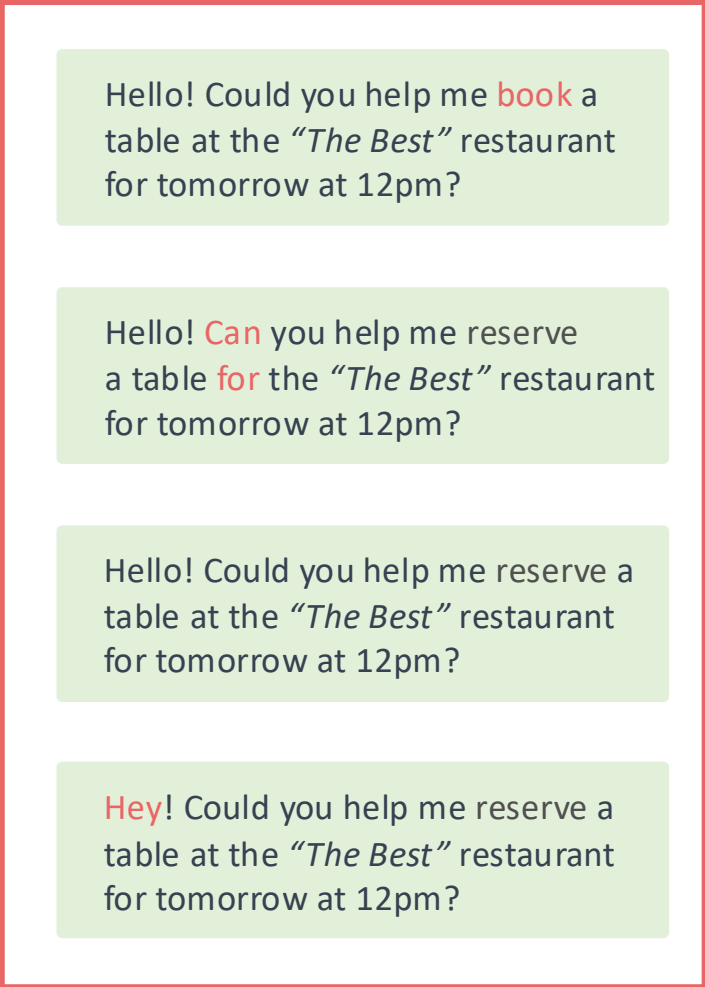 Hello! Could you help me book a
table at the “The Best” restaurant
for tomorrow at 12pm?
Hello! Can you help me reserve
a table for the “The Best” restaurant
for tomorrow at 12pm?
Hello! Could you help me reserve a
table at the “The Best” restaurant
for tomorrow at 12pm?
Hey! Could you help me reserve a
table at the “The Best” restaurant
for tomorrow at 12pm?